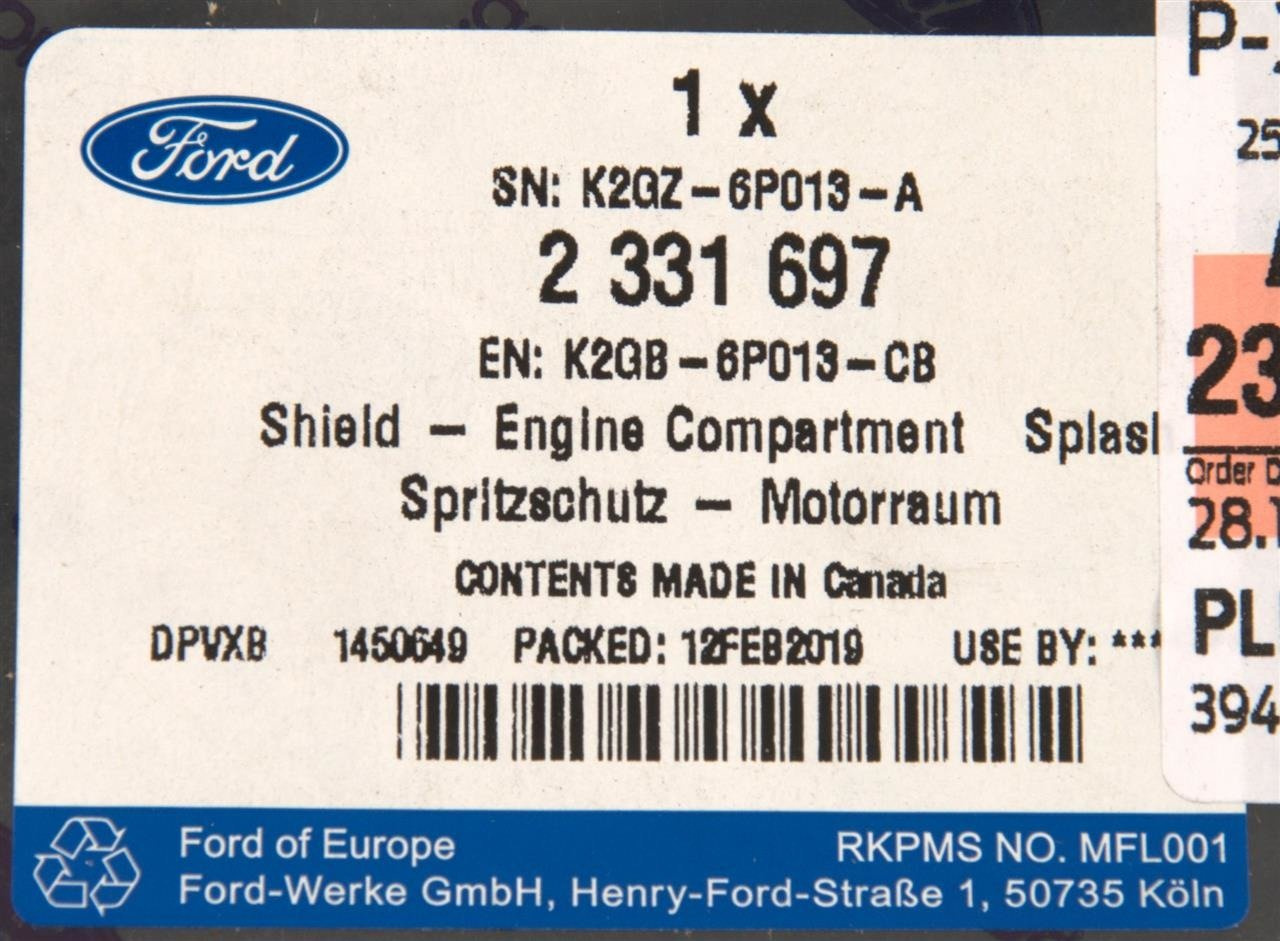 Ford
1 x
SN: K2GZ-6P013-A
2 331 697
EN: K2GB-6P013-CB
Shield - Engine Compartment Splash
Spritzschutz - Motorraum
CONTENTS MADE IN Canada
DPVXB 1450649 PACKED: 12FEB2019 USE BY: ***
Ford of Europe RKPMS NO. MFL001
Ford-Werke GmbH, Henry-Ford-Straße 1, 50735 Köln
P-
25
23
Order D
28.1
PL
394